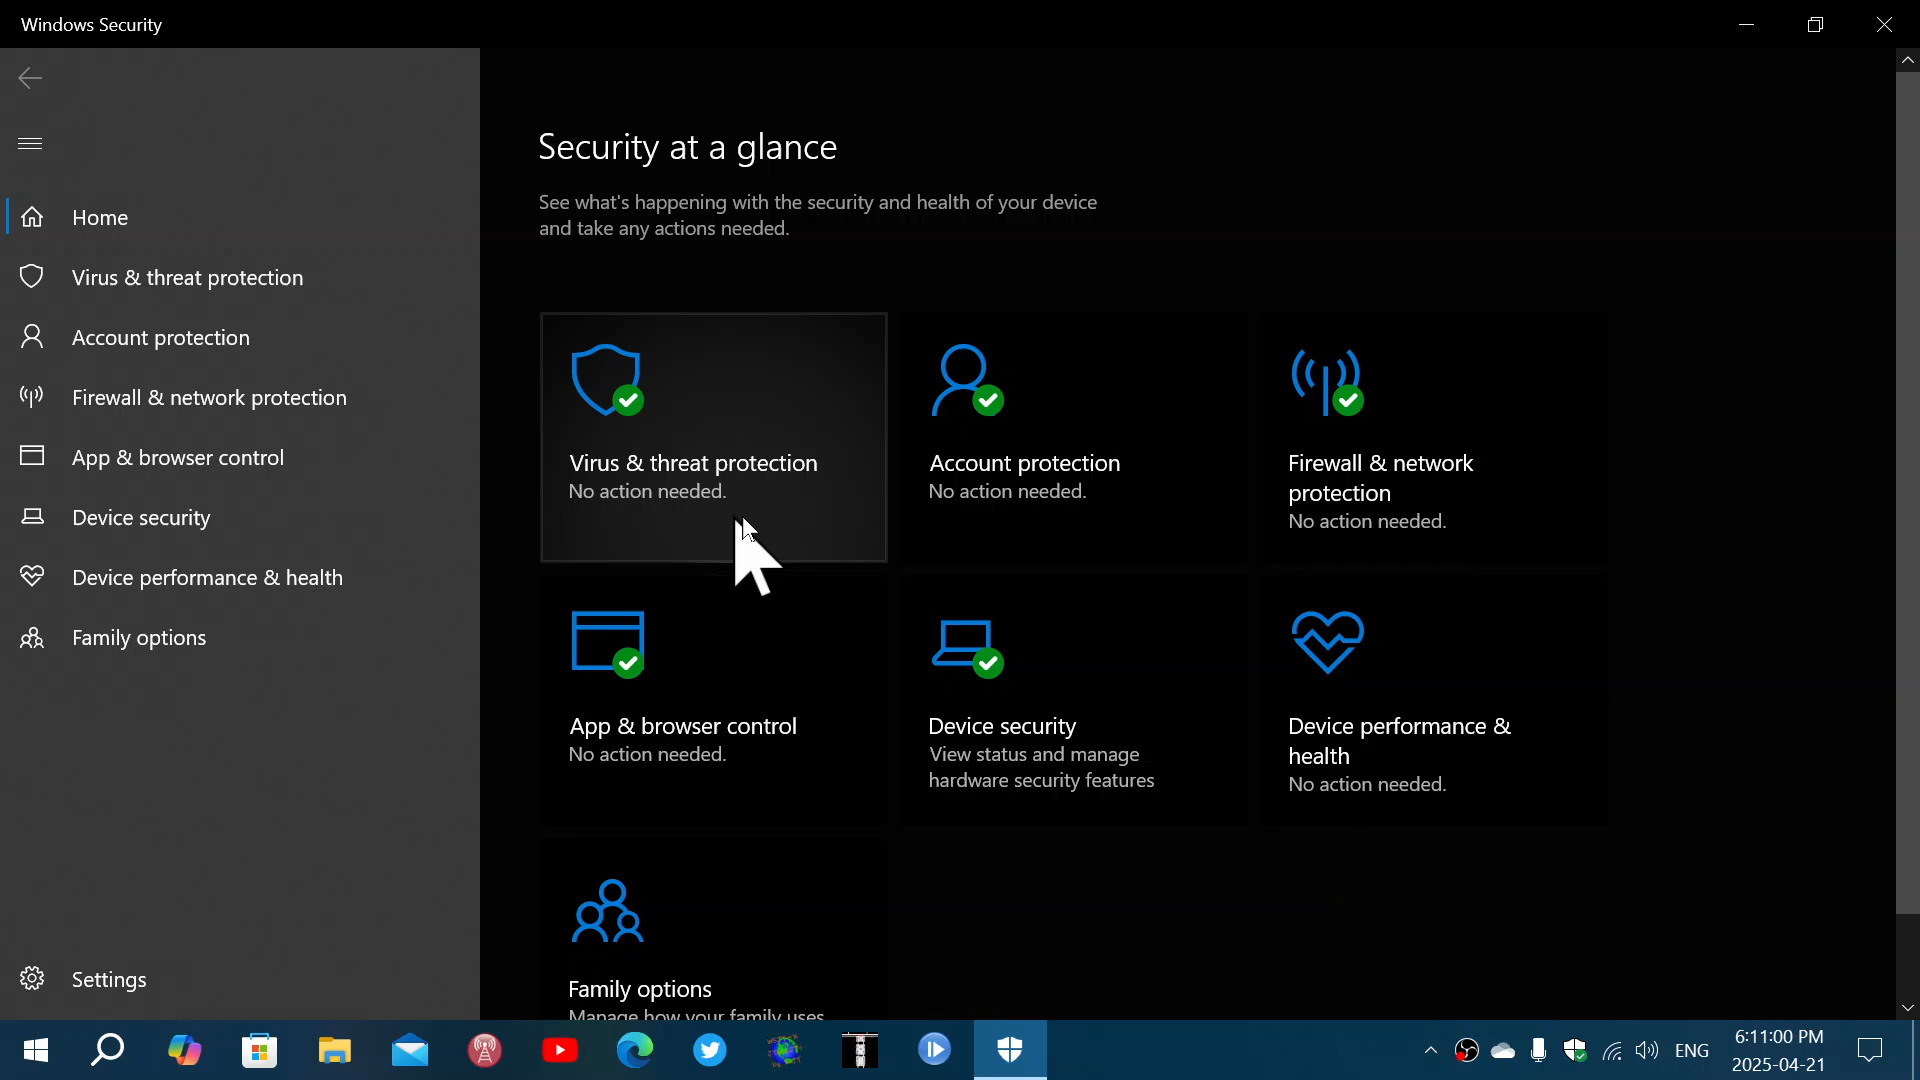 Windows Security
Home
Virus & threat protection
Account protection
Firewall & network protection
App & browser control
Device security
Device performance & health
Family options
Settings
Security at a glance
See what's happening with the security and health of your device
and take any actions needed.
Virus & threat protection
No action needed.
Account protection
No action needed.
Firewall & network
protection
No action needed.
App & browser control
No action needed.
Device security
View status and manage
hardware security features
Device performance &
health
No action needed.
Family options
Manage how your family uses
ENG
6:11:00 PM
2025-04-21